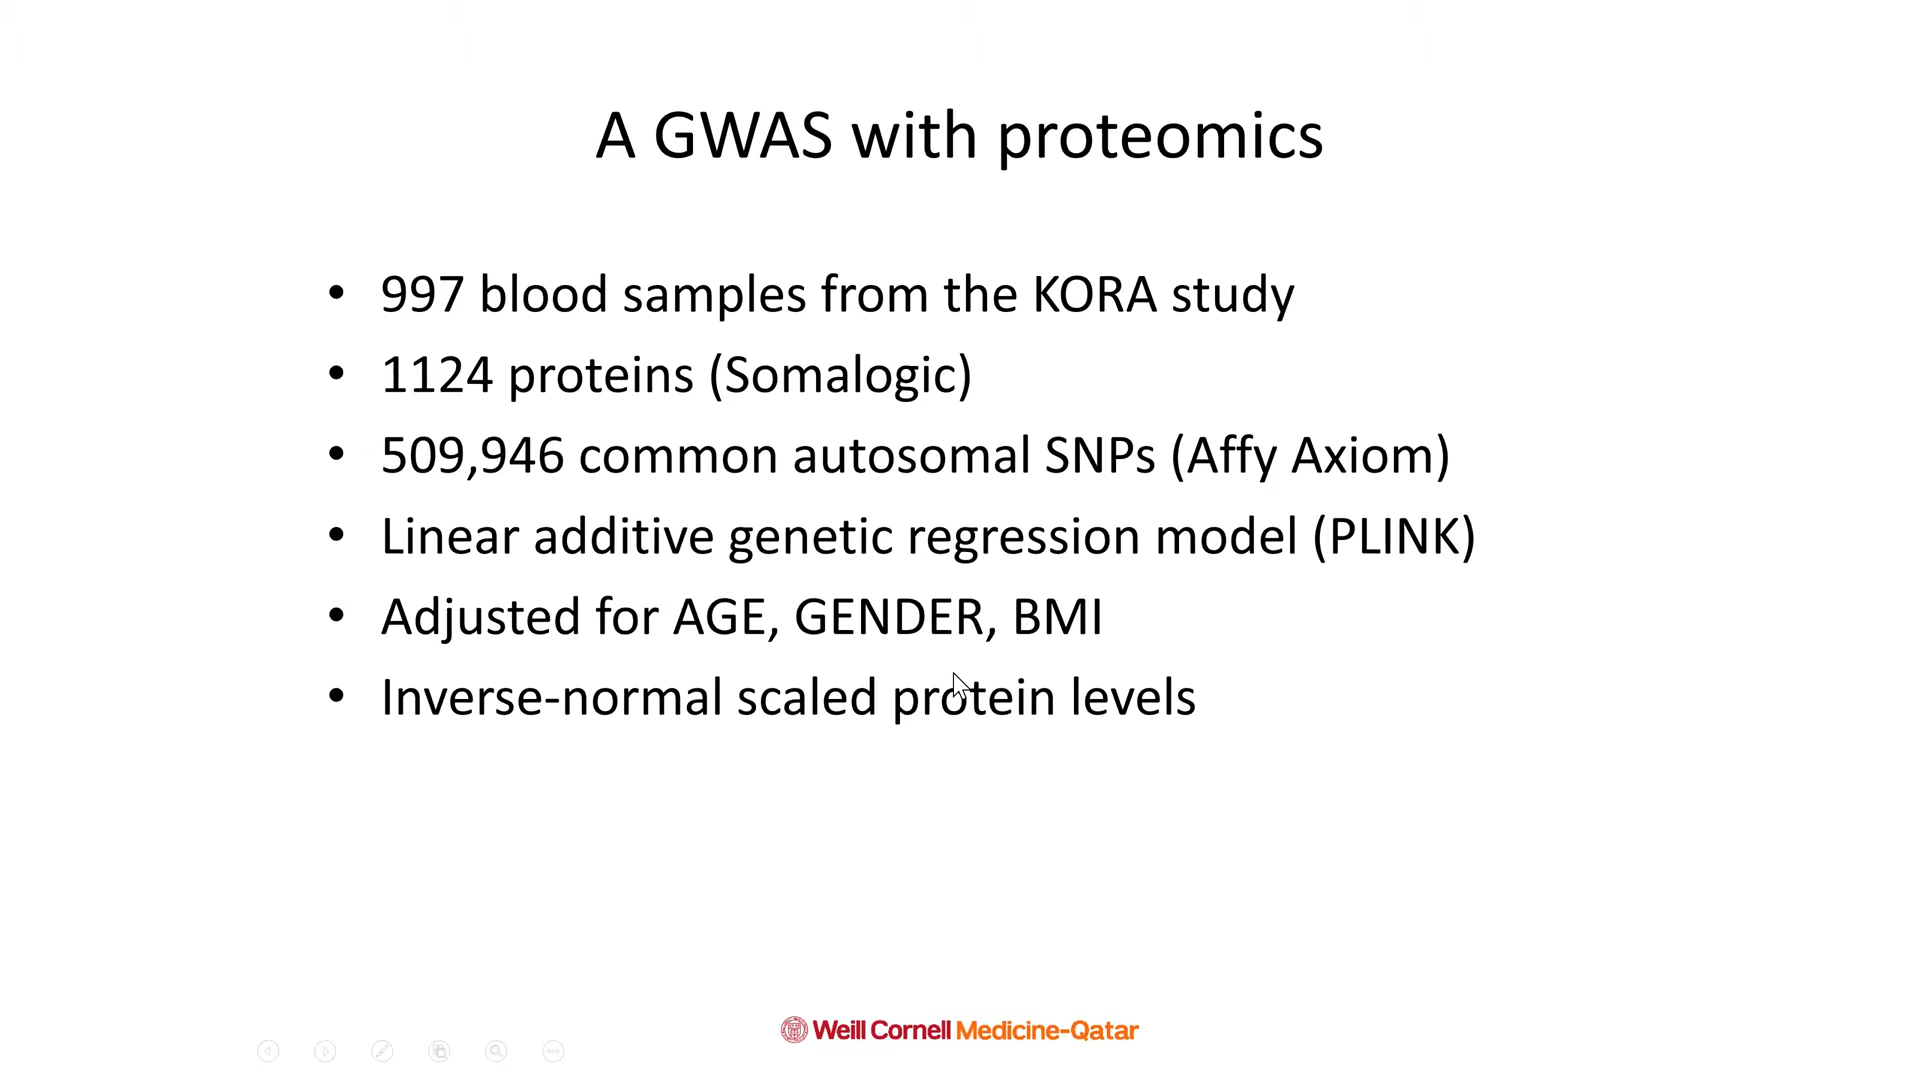 A GWAS with proteomics
• 997 blood samples from the KORA study
• 1124 proteins (Somalogic)
• 509,946 common autosomal SNPs (Affy Axiom)
• Linear additive genetic regression model (PLINK)
• Adjusted for AGE, GENDER, BMI
• Inverse-normal scaled protein levels
Weill Cornell Medicine-Qatar